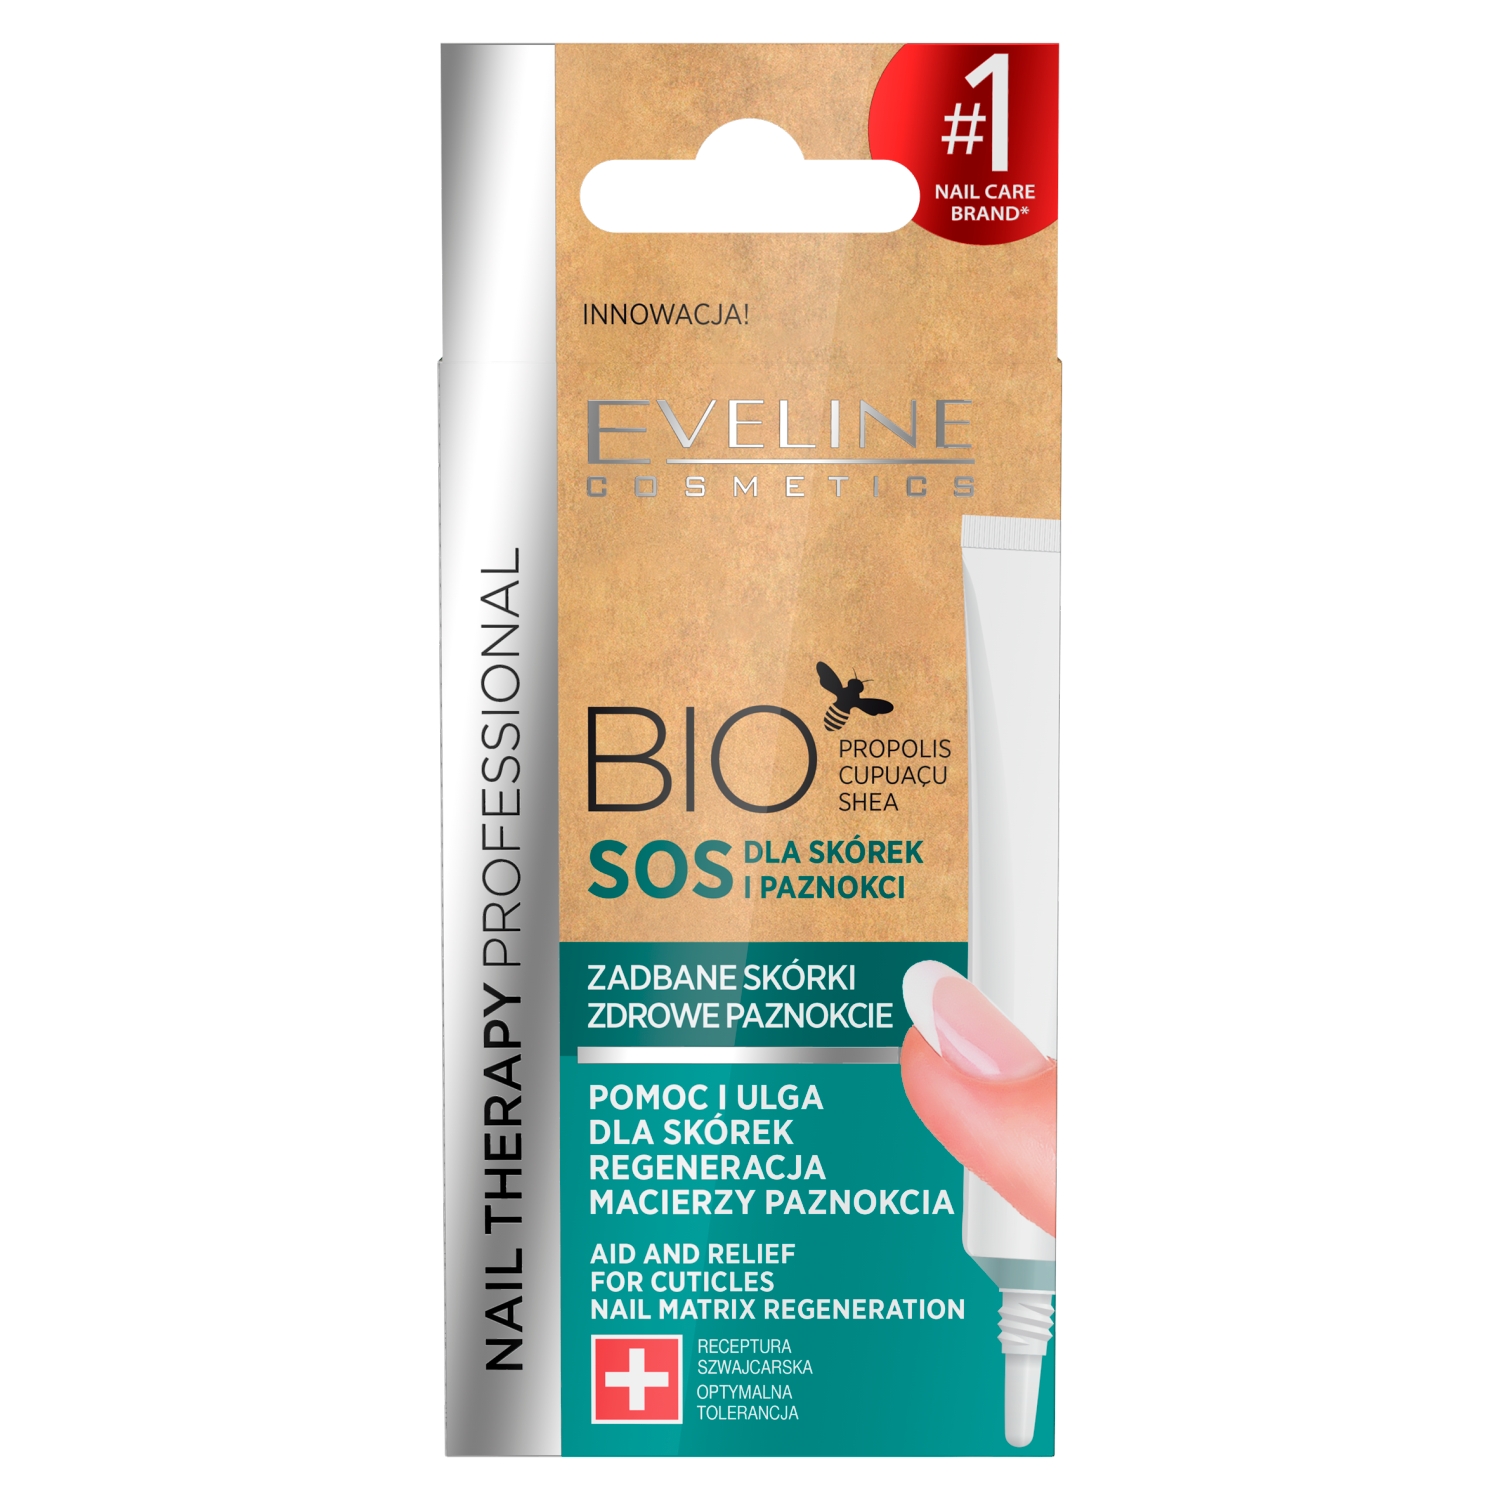 #1
NAIL CARE
BRAND*
INNOWACJA!
EVELINE
COSMETICS
NAIL THERAPY PROFESSIONAL
BIO
PROPOLIS
CUPUAÇU
SHEA
SOS DLA SKÓREK
I PAZNOKCI
ZADBANE SKÓRKI
ZDROWE PAZNOKCIE
POMOC I ULGA
DLA SKÓREK
REGENERACJA
MACIERZY PAZNOKCIA
AID AND RELIEF
FOR CUTICLES
NAIL MATRIX REGENERATION
RECEPTURA
SZWAJCARSKA
OPTYMALNA
TOLERANCJA